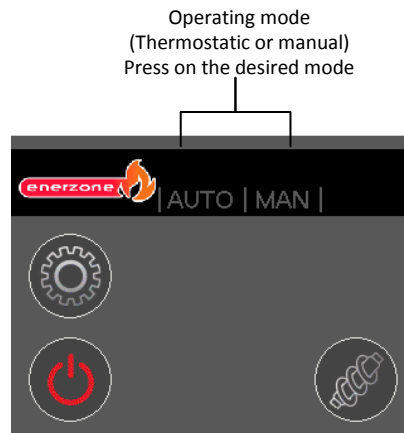 Operating mode
(Thermostatic or manual)
Press on the desired mode
enerzone
| AUTO | MAN |